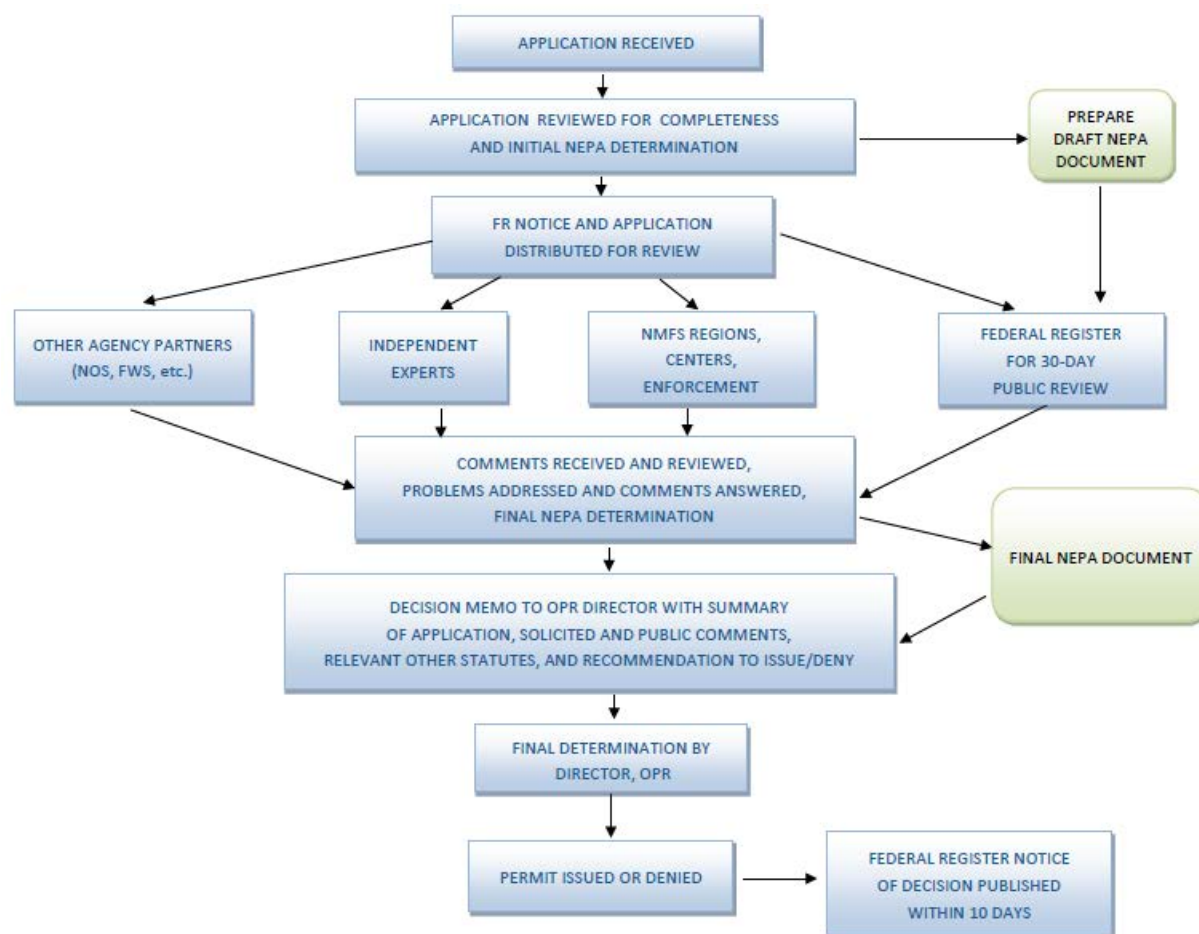 APPLICATION RECEIVED
APPLICATION REVIEWED FOR COMPLETENESS
AND INITIAL NEPA DETERMINATION
PREPARE
DRAFT NEPA
DOCUMENT
FR NOTICE AND APPLICATION
DISTRIBUTED FOR REVIEW
OTHER AGENCY PARTNERS
(NOS, FWS, etc.)
INDEPENDENT
EXPERTS
NMFS REGIONS,
CENTERS,
ENFORCEMENT
FEDERAL REGISTER
FOR 30-DAY
PUBLIC REVIEW
COMMENTS RECEIVED AND REVIEWED,
PROBLEMS ADDRESSED AND COMMENTS ANSWERED,
FINAL NEPA DETERMINATION
FINAL NEPA DOCUMENT
DECISION MEMO TO OPR DIRECTOR WITH SUMMARY
OF APPLICATION, SOLICITED AND PUBLIC COMMENTS,
RELEVANT OTHER STATUTES, AND RECOMMENDATION TO ISSUE/DENY
FINAL DETERMINATION BY
DIRECTOR, OPR
PERMIT ISSUED OR DENIED
FEDERAL REGISTER NOTICE
OF DECISION PUBLISHED
WITHIN 10 DAYS